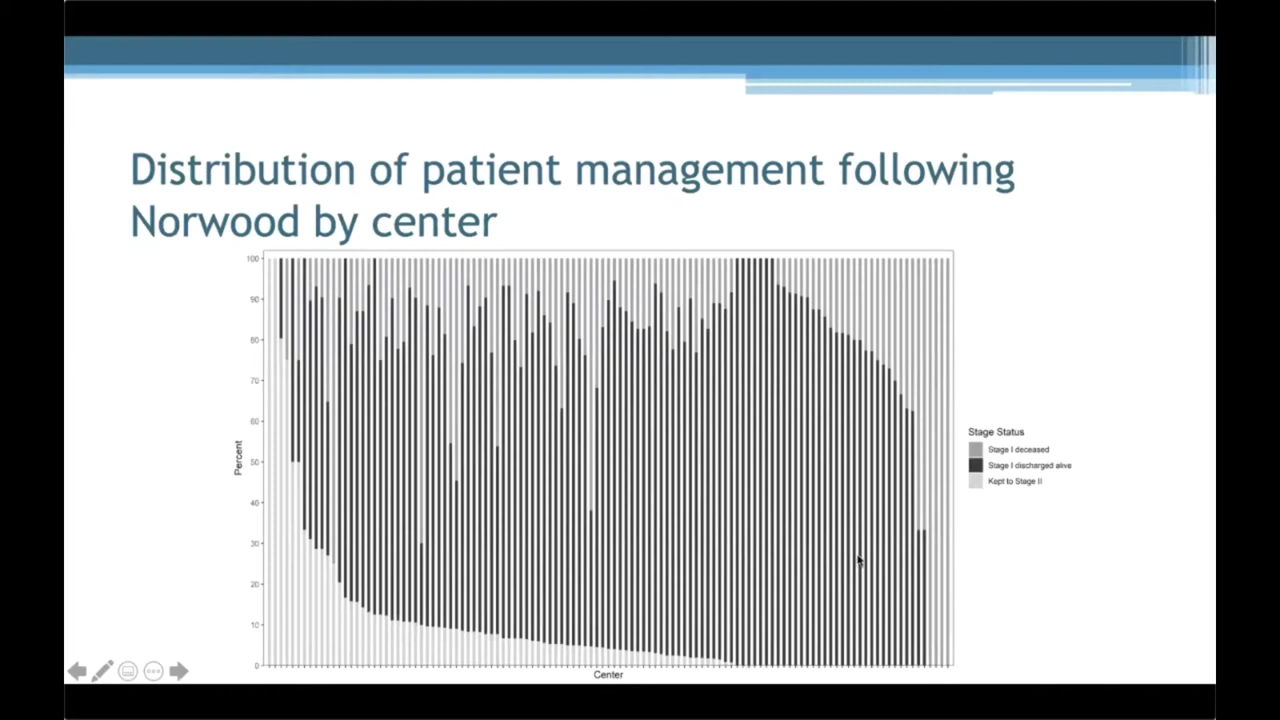 Distribution of patient management following
Norwood by center
100
90
80
70
60
50
40
30
20
10
0
Percent
Center
Stage Status
Stage I deceased
Stage I discharged alive
Kept to Stage II